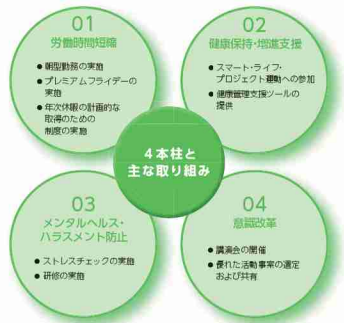 01
労働時間短縮
● 朝型勤務の実施
● プレミアムフライデーの
実施
● 年次休暇の計画的な
取得のための
制度の実施
02
健康保持・増進支援
● スマート・ライフ・
プロジェクト運動への参加
● 健康管理支援ツールの
提供
4本柱と
主な取り組み
03
メンタルヘルス・
ハラスメント防止
● ストレスチェックの実施
● 研修の実施
04
意識改革
● 講演会の開催
● 優れた活動事案の選定
および共有